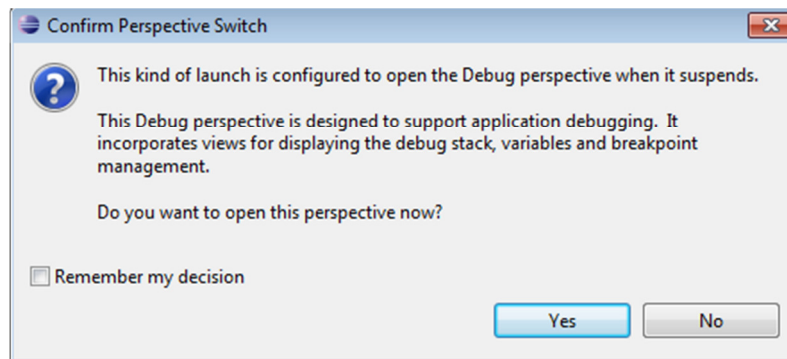 Confirm Perspective Switch
This kind of launch is configured to open the Debug perspective when it suspends.
This Debug perspective is designed to support application debugging. It
incorporates views for displaying the debug stack, variables and breakpoint
management.
Do you want to open this perspective now?
Remember my decision
Yes No